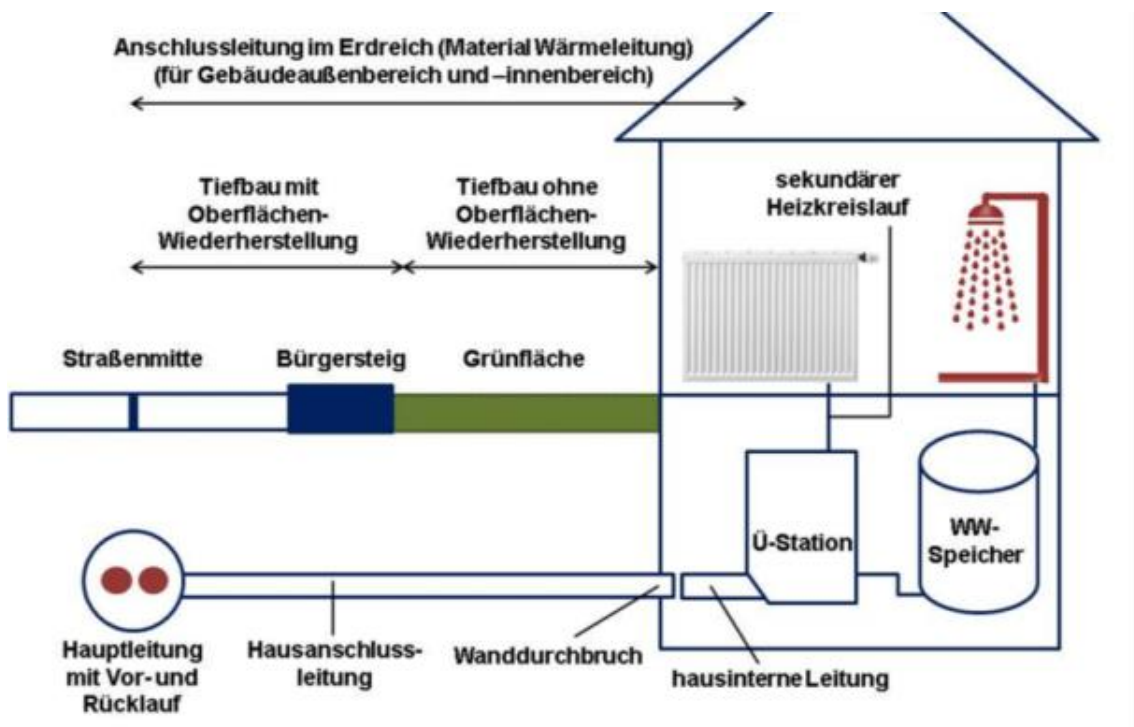 Anschlussleitung im Erdreich (Material Wärmeleitung)
(für Gebäudeaußenbereich und –innenbereich)
Tiefbau mit
Oberflächen-
Wiederherstellung
Tiefbau ohne
Oberflächen-
Wiederherstellung
sekundärer
Heizkreislauf
Straßenmitte
Bürgersteig
Grünfläche
Ü-Station
WW-
Speicher
Hauptleitung
mit Vor- und
Rücklauf
Hausanschluss-
leitung
Wanddurchbruch
hausinterne Leitung